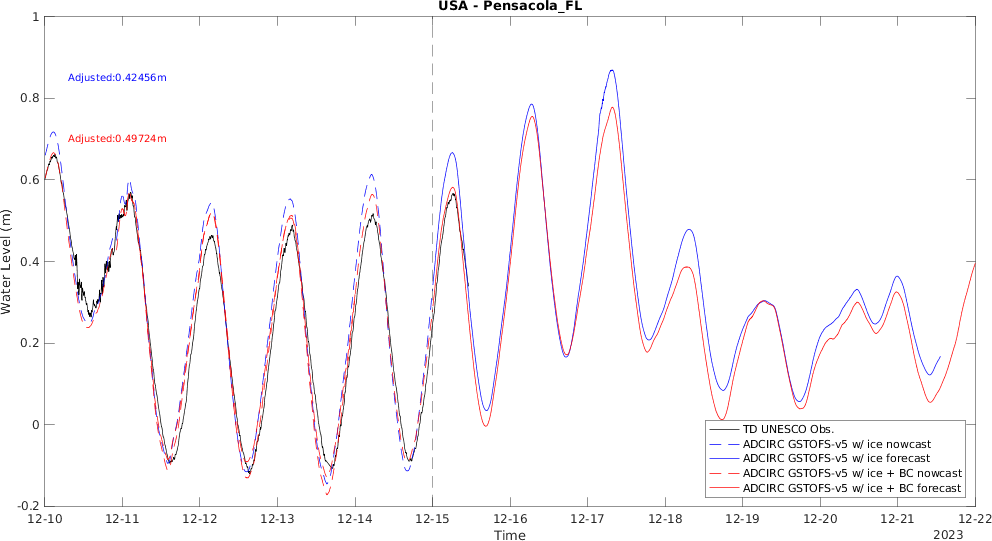 USA - Pensacola_FL
Water Level (m)
1
0.8
0.6
0.4
0.2
0
-0.2
Adjusted:0.42456m
Adjusted:0.49724m
TD UNESCO Obs.
ADCIRC GSTOFS-v5 w/ ice nowcast
ADCIRC GSTOFS-v5 w/ ice forecast
ADCIRC GSTOFS-v5 w/ ice + BC nowcast
ADCIRC GSTOFS-v5 w/ ice + BC forecast
12-10 12-11 12-12 12-13 12-14 12-15 12-16 12-17 12-18 12-19 12-20 12-21 12-22
Time
2023